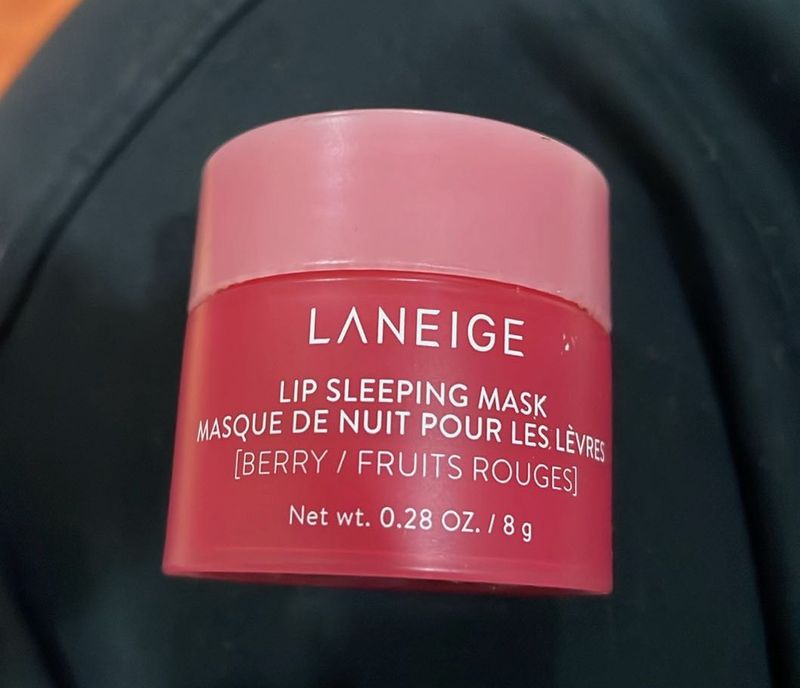 LANEIGE
LIP SLEEPING MASK
MASQUE DE NUIT POUR LES LÈVRES
[BERRY / FRUITS ROUGES]
Net wt. 0.28 OZ. / 8 g